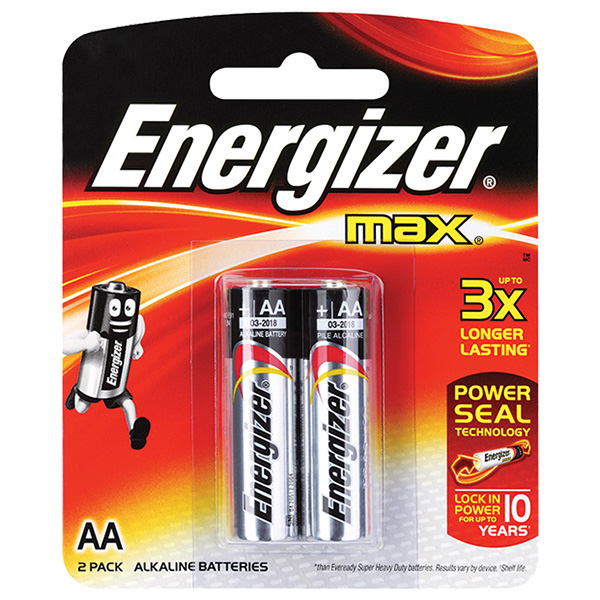 Energizer®
max®
TM
MC
UP TO
3x
LONGER
LASTING*
POWER
SEAL
TECHNOLOGY
Energizer
LOCK IN
POWER
FOR UP TO
10
YEARS†
Energizer
+ AA
03-2018
ALKALINE BATTERY
Energizer®
+ AA
03-2018
PILE ALCALINE
Energizer
AA
2 PACK ALKALINE BATTERIES
*than Eveready Super Heavy Duty batteries. Results vary by device. †Shelf life.